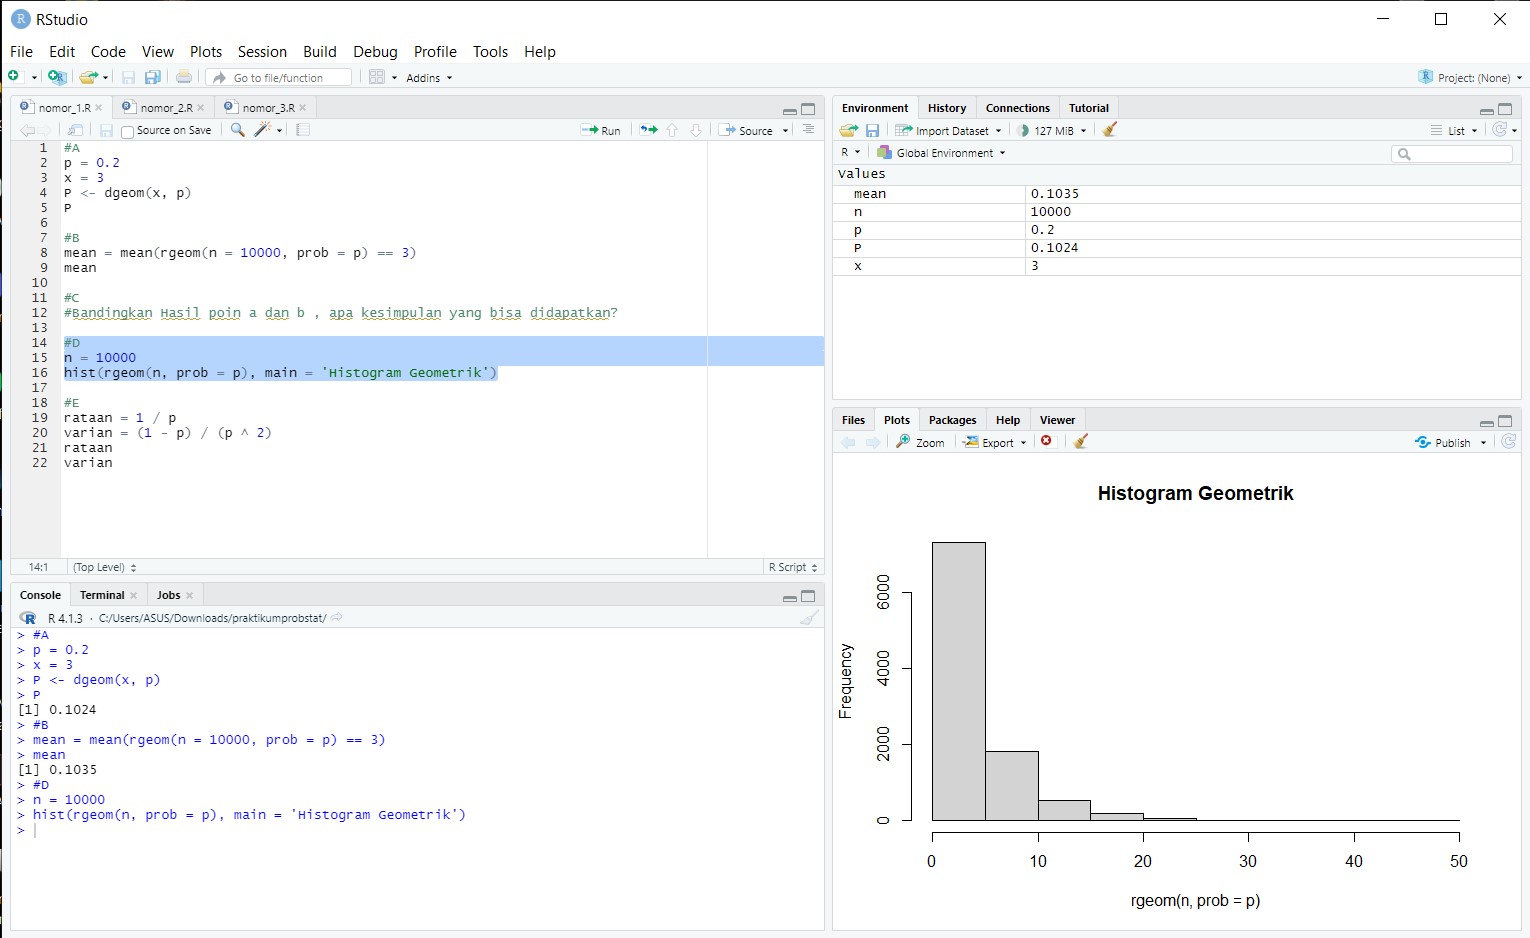 RStudio
File Edit Code View Plots Session Build Debug Profile Tools Help
Go to file/function Addins Project: (None)
nomor_1.R nomor_2.R nomor_3.R
Source on Save Run Source
1 #A
2 p = 0.2
3 x = 3
4 P <- dgeom(x, p)
5 P
6
7 #B
8 mean = mean(rgeom(n = 10000, prob = p) == 3)
9 mean
10
11 #C
12 #Bandingkan Hasil poin a dan b , apa kesimpulan yang bisa didapatkan?
13
14 #D
15 n = 10000
16 hist(rgeom(n, prob = p), main = 'Histogram Geometrik')
17
18 #E
19 rataan = 1 / p
20 varian = (1 - p) / (p ^ 2)
21 rataan
22 varian
14:1 (Top Level) R Script
Console Terminal Jobs
R 4.1.3 · C:/Users/ASUS/Downloads/praktikumprobstat/
> #A
> p = 0.2
> x = 3
> P <- dgeom(x, p)
> P
[1] 0.1024
> #B
> mean = mean(rgeom(n = 10000, prob = p) == 3)
> mean
[1] 0.1035
> #D
> n = 10000
> hist(rgeom(n, prob = p), main = 'Histogram Geometrik')
>
Environment History Connections Tutorial
Import Dataset 127 MiB List
R Global Environment
Values
mean 0.1035
n 10000
p 0.2
P 0.1024
x 3
Files Plots Packages Help Viewer
Zoom Export Publish
Histogram Geometrik
Frequency
6000
4000
2000
0
0 10 20 30 40 50
rgeom(n, prob = p)